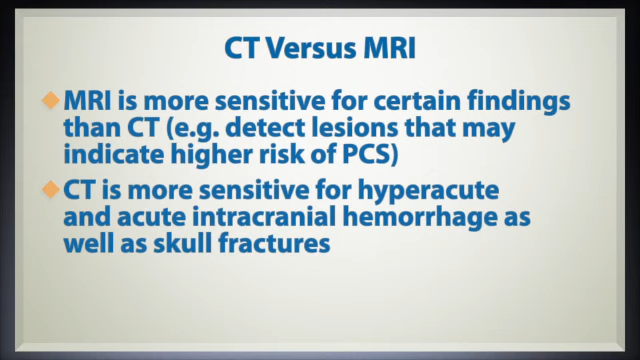 CT Versus MRI
MRI is more sensitive for certain findings
than CT (e.g. detect lesions that may
indicate higher risk of PCS)
CT is more sensitive for hyperacute
and acute intracranial hemorrhage as
well as skull fractures